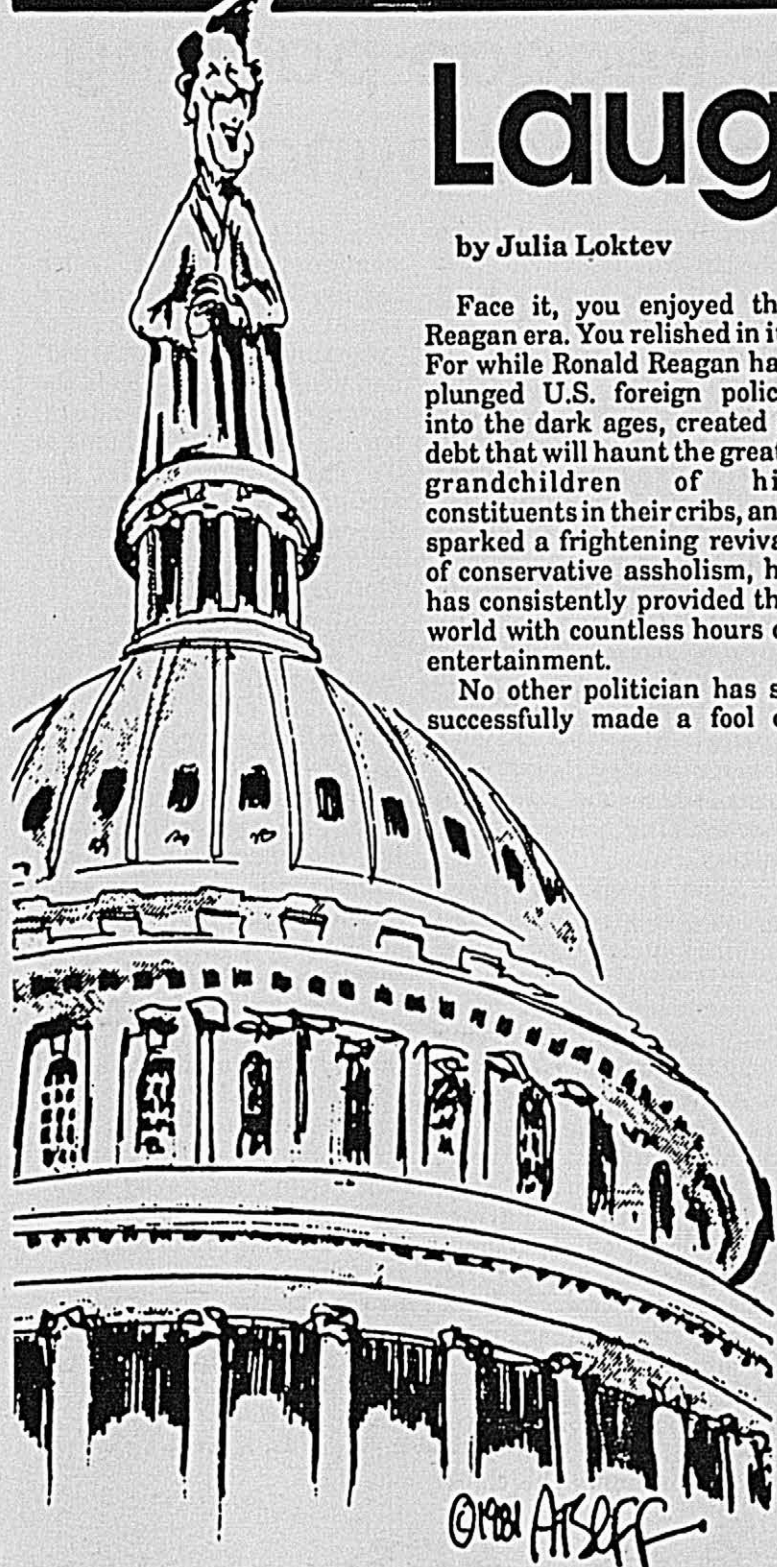 Laug
by Julia Loktev
Face it, you enjoyed th
Reagan era. You relished in i
For while Ronald Reagan ha
plunged U.S. foreign polic
into the dark ages, created
debt that will haunt the great
grandchildren of hi
constituents in their cribs, an
sparked a frightening reviva
of conservative assholism, h
has consistently provided th
world with countless hours o
entertainment.
No other politician has s
successfully made a fool o
©1981